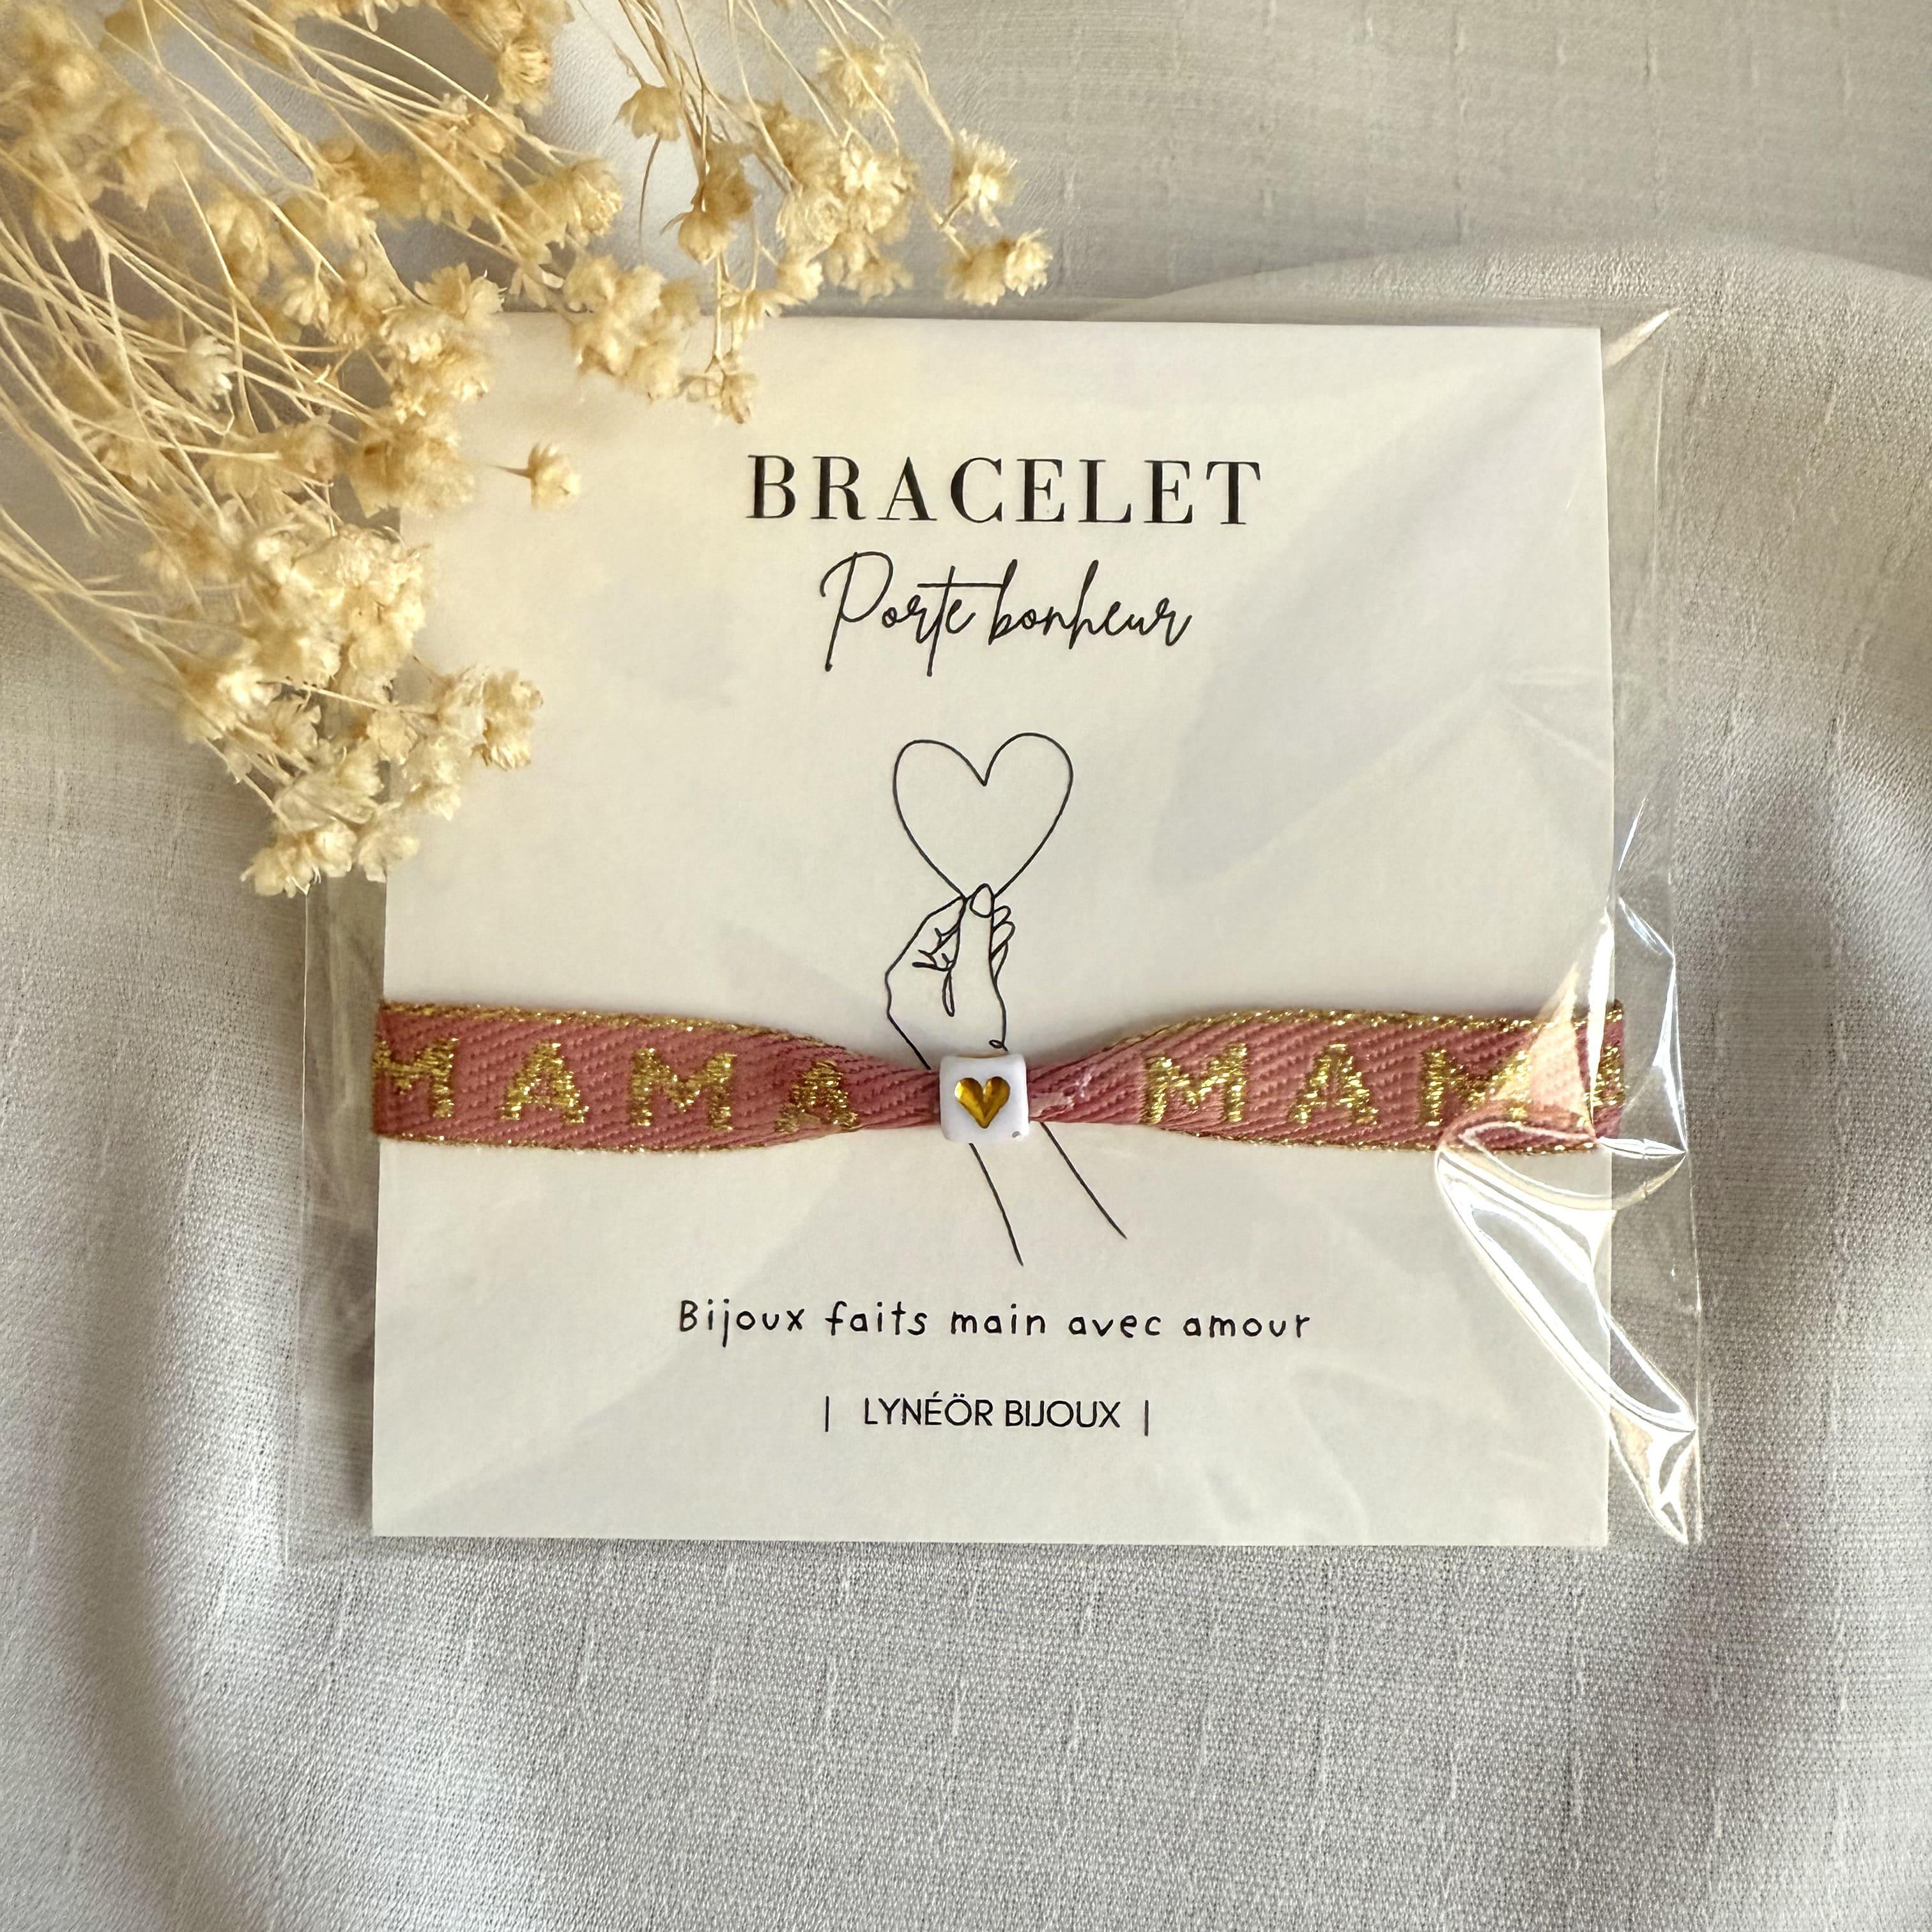 BRACELET
Porte bonheur
MAMA MAMA
Bijoux faits main avec amour
| LYNÉÖR BIJOUX |